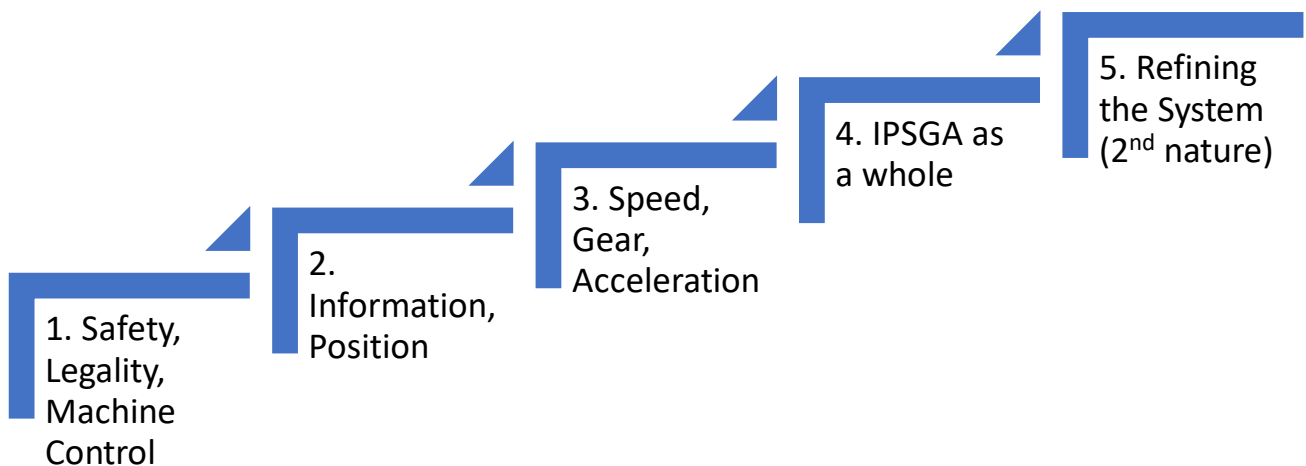 1. Safety,
Legality,
Machine
Control
2.
Information,
Position
3. Speed,
Gear,
Acceleration
4. IPSGA as
a whole
5. Refining
the System
(2nd nature)